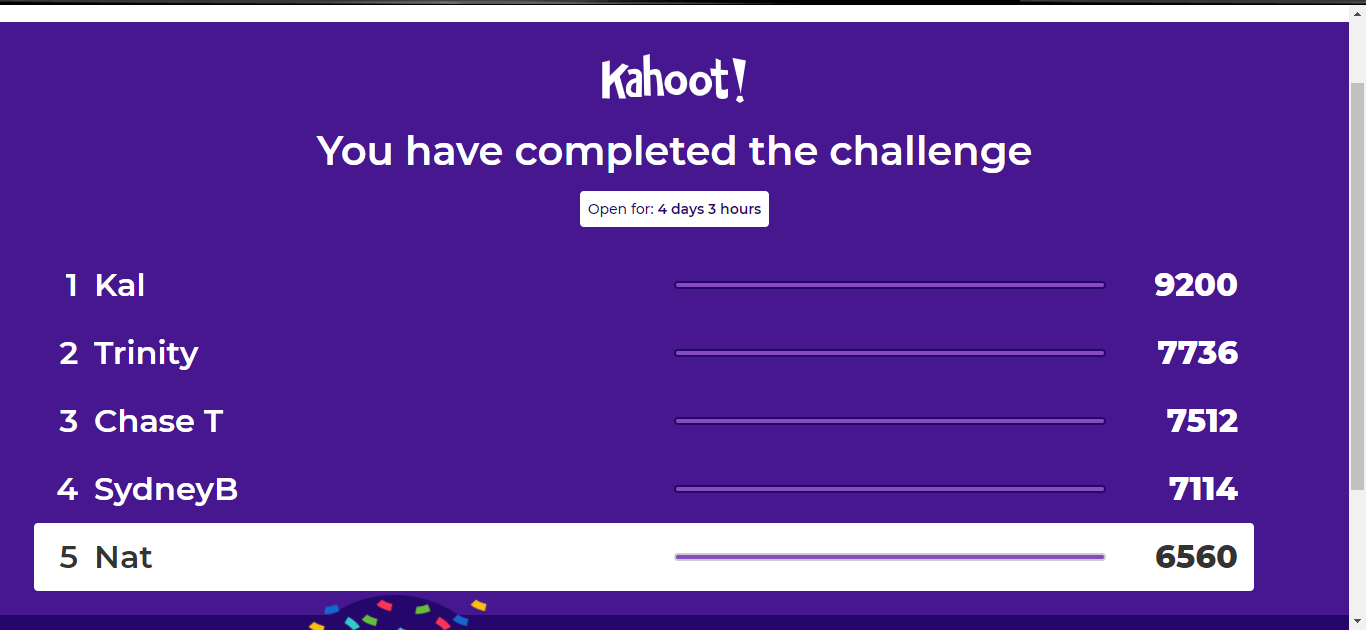 Kahoot!
You have completed the challenge
Open for: 4 days 3 hours
1 Kal 9200
2 Trinity 7736
3 Chase T 7512
4 SydneyB 7114
5 Nat 6560